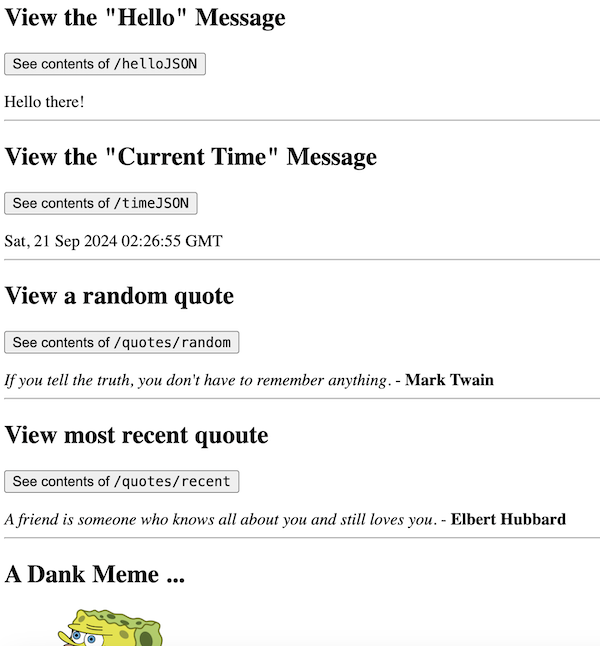 View the "Hello" Message
See contents of /helloJSON
Hello there!
View the "Current Time" Message
See contents of /timeJSON
Sat, 21 Sep 2024 02:26:55 GMT
View a random quote
See contents of /quotes/random
If you tell the truth, you don't have to remember anything. - Mark Twain
View most recent quoute
See contents of /quotes/recent
A friend is someone who knows all about you and still loves you. - Elbert Hubbard
A Dank Meme ...